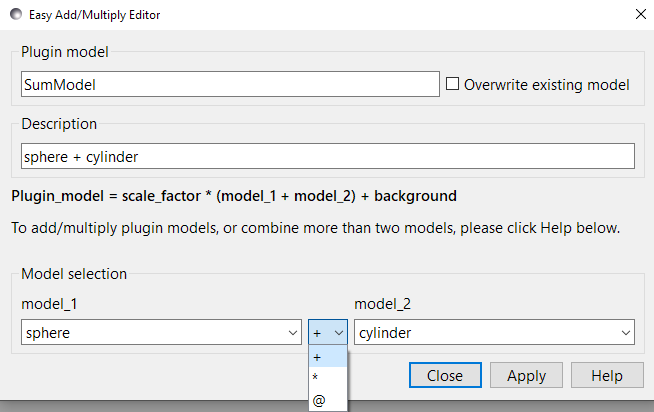 Easy Add/Multiply Editor
Plugin model
SumModel
Overwrite existing model
Description
sphere + cylinder
Plugin_model = scale_factor * (model_1 + model_2) + background
To add/multiply plugin models, or combine more than two models, please click Help below.
Model selection
model_1 model_2
sphere + cylinder
+
*
@
Close Apply Help